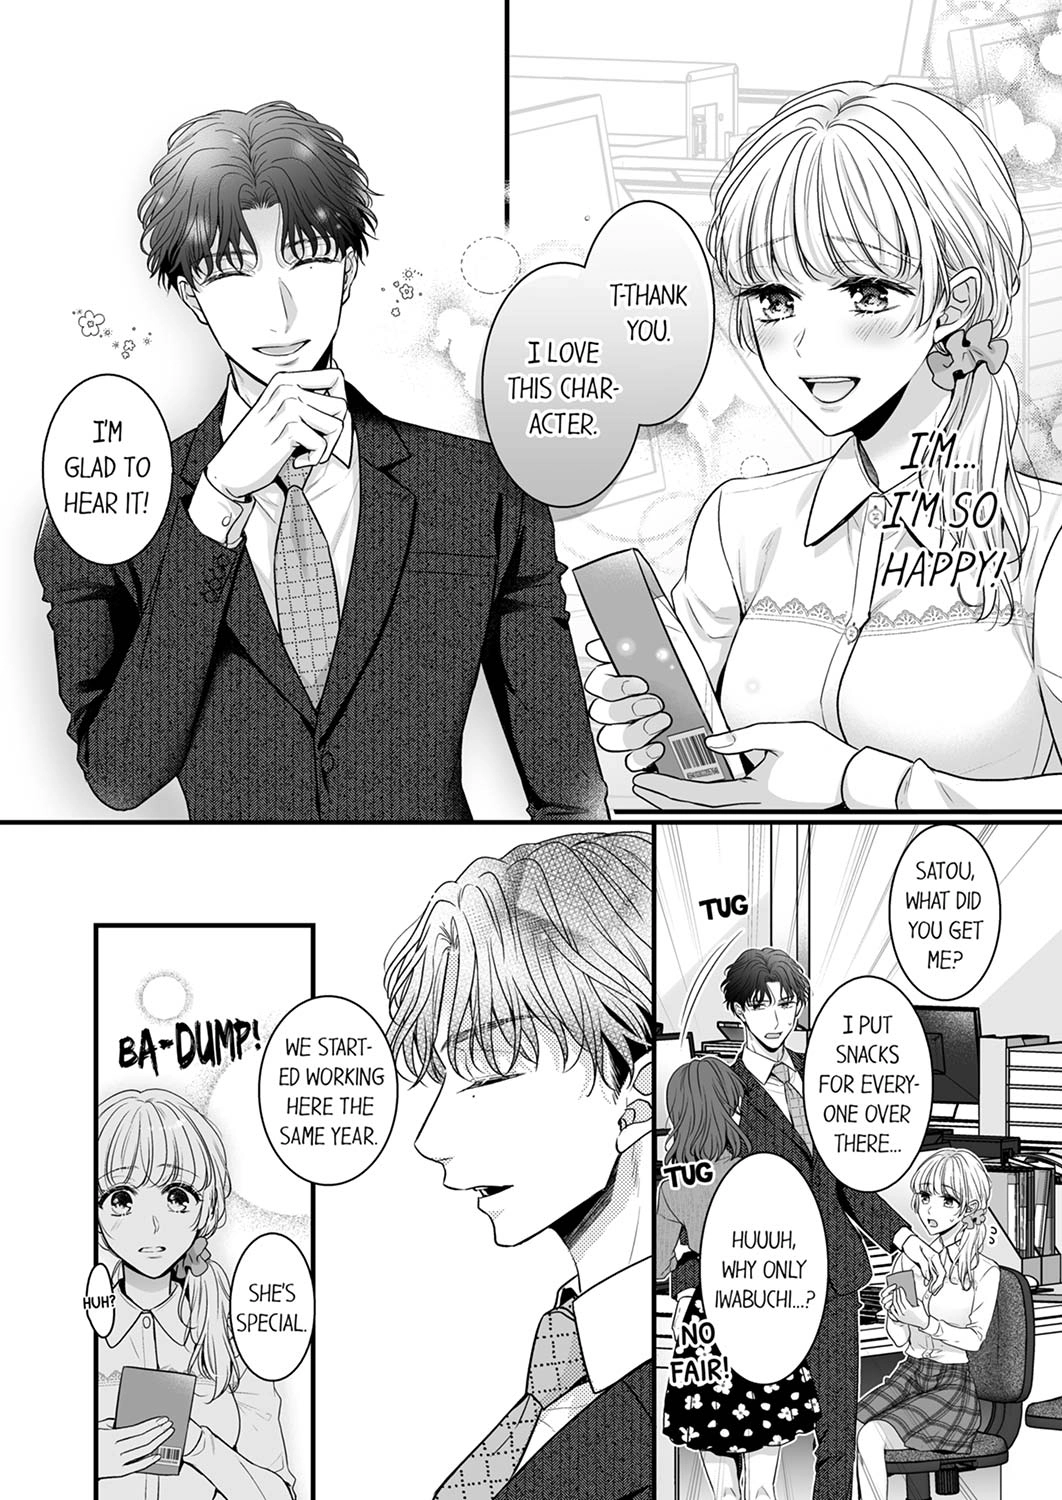 T-THANK
YOU.
I LOVE
THIS CHAR-
ACTER.
I'M...
I'M SO
HAPPY!
I'M
GLAD TO
HEAR IT!
SATOU,
WHAT DID
YOU GET
ME?
TUG
I PUT
SNACKS
FOR EVERY-
ONE OVER
THERE...
TUG
HUUUH,
WHY ONLY
IWABUCHI...?
NO
FAIR!
WE START-
ED WORKING
HERE THE
SAME YEAR.
BA-DUMP!
SHE'S
SPECIAL.
HUH?